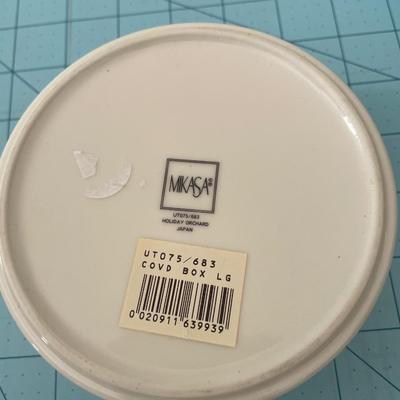 MIKASA®
UT075/683
HOLIDAY ORCHARD
JAPAN
UT075/683
COVD BOX LG
0 020911 639939